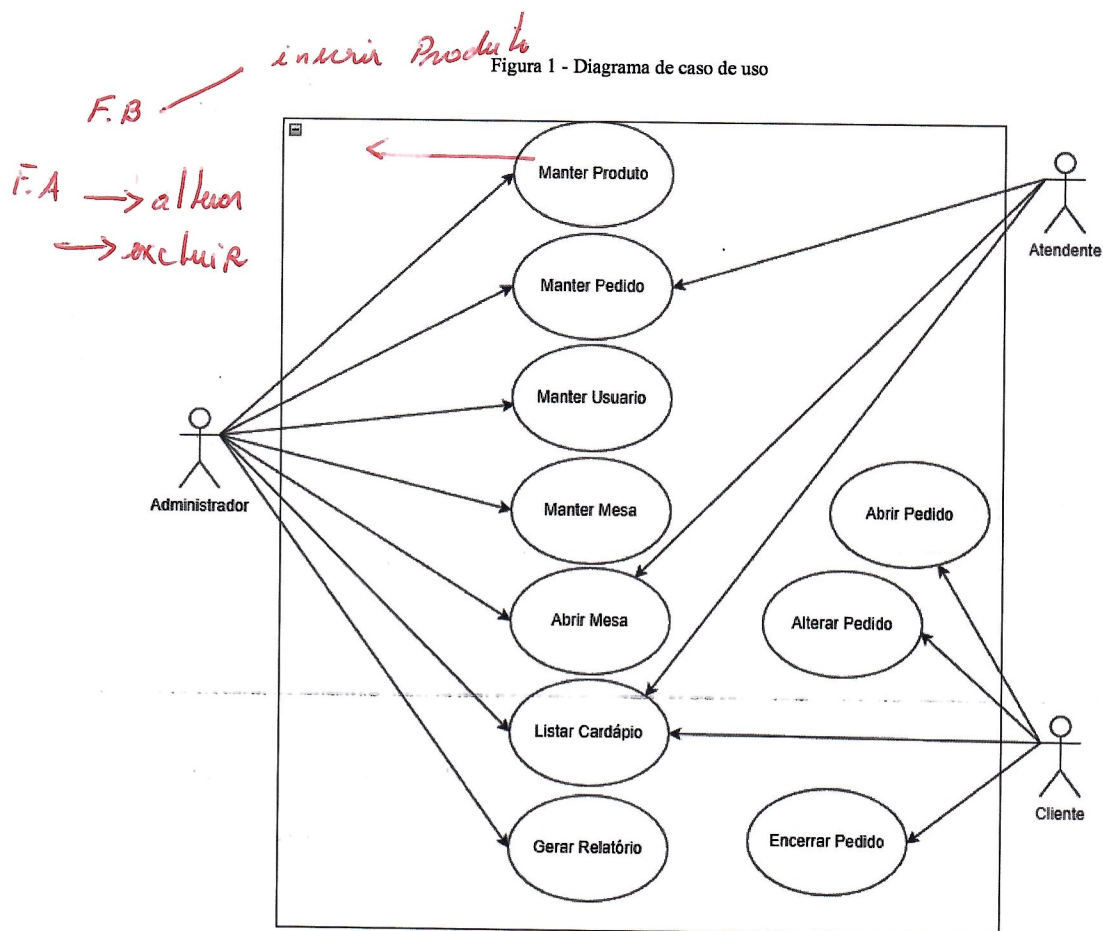 inserir Produto
Figura 1 - Diagrama de caso de uso
F.B
F.A → alterar
→ excluir
Manter Produto
Atendente
Manter Pedido
Manter Usuario
Administrador
Manter Mesa
Abrir Pedido
Abrir Mesa
Alterar Pedido
Listar Cardápio
Cliente
Gerar Relatório
Encerrar Pedido